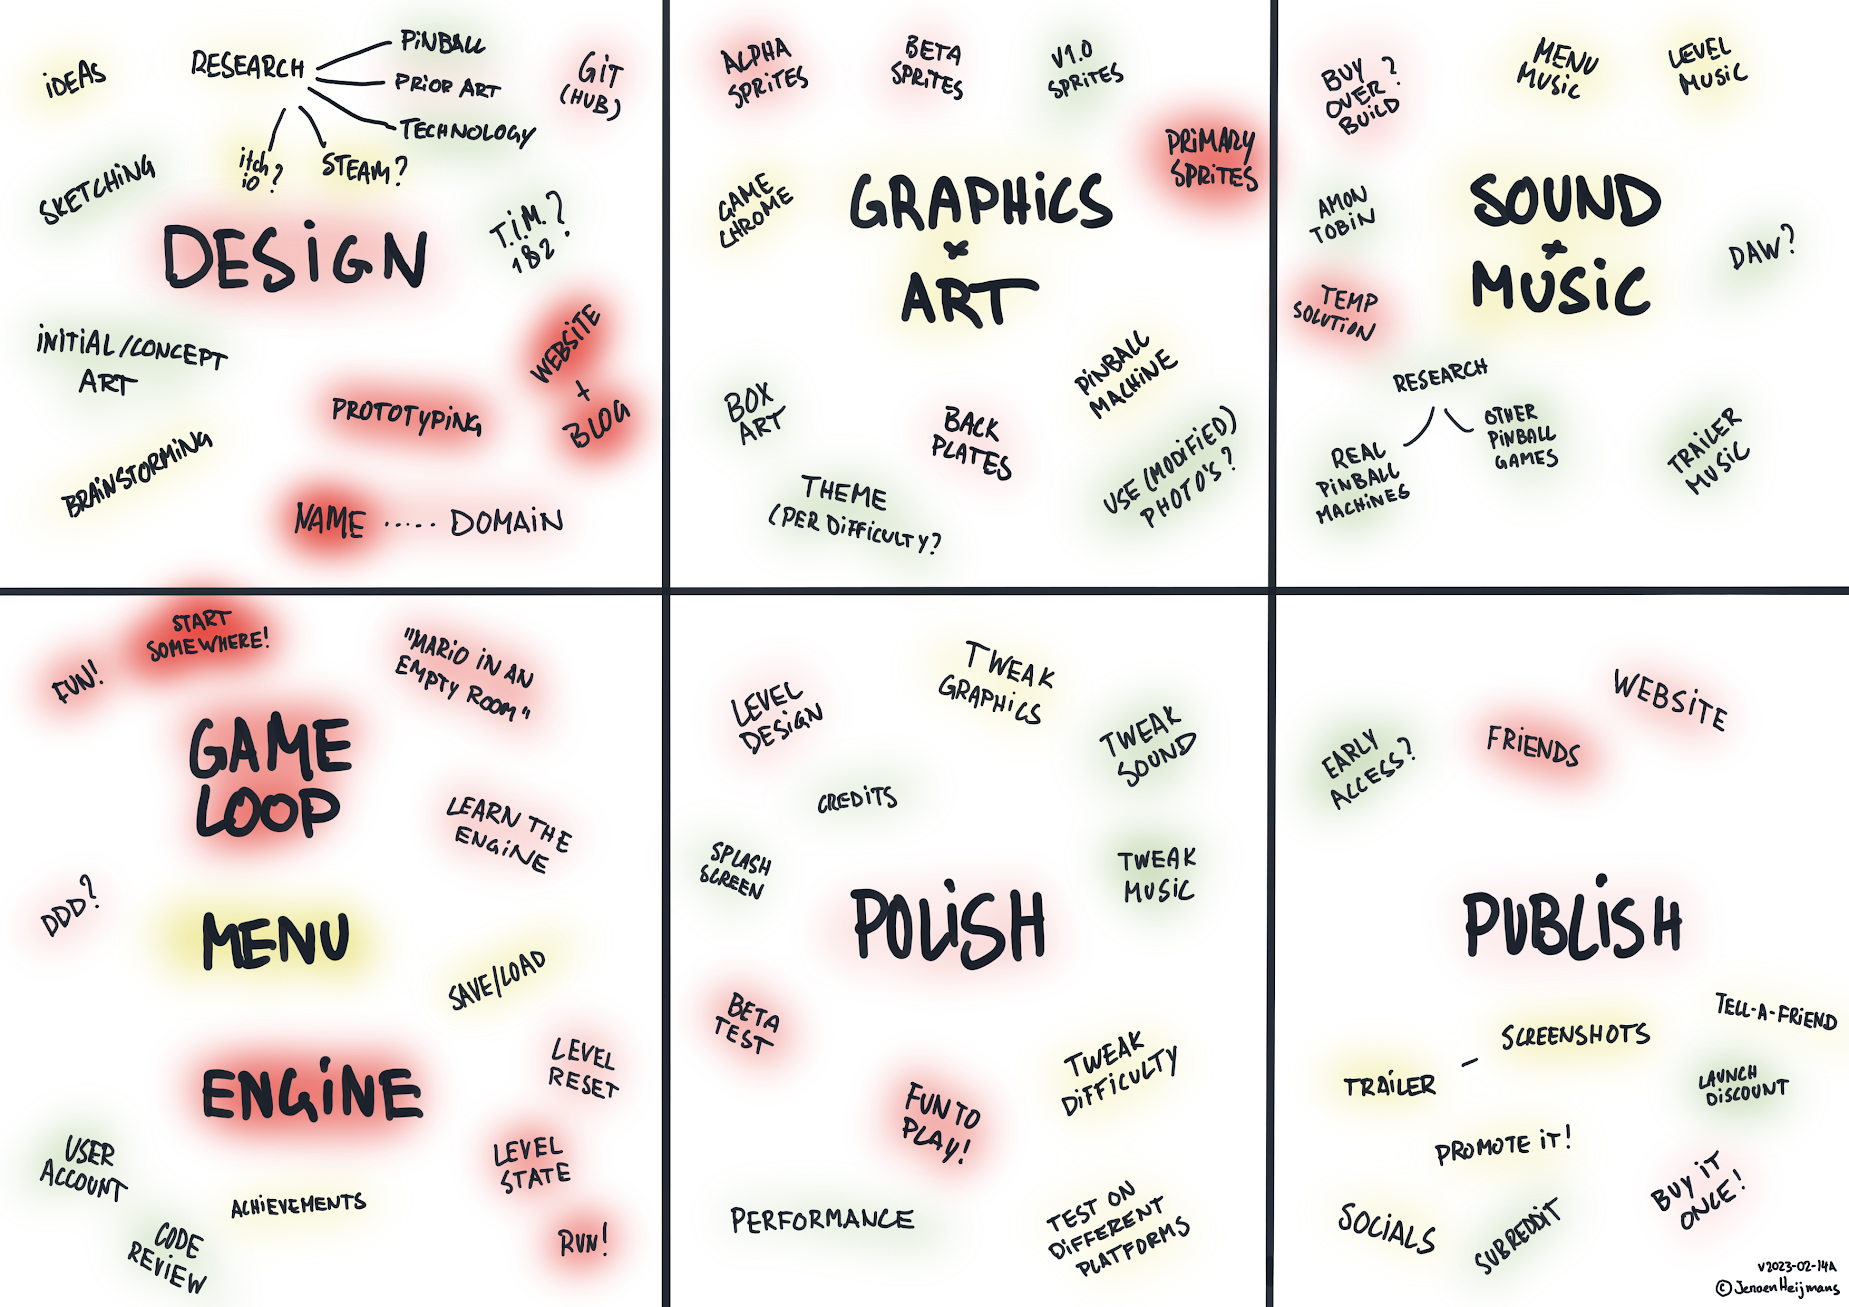 iDEAS
RESEARCH
PiNBALL
PRiOR ART
TECHNOLOGY
itch
io?
STEAM?
GiT
(HUB)
SKETCHiNG
T.i.M.?
1&2
DESiGN
iNiTiAL/CONCEPT
ART
WEBSiTE
+
BLOG
PROTOTYPiNG
BRAiNSTORMiNG
NAME ..... DOMAiN
ALPHA
SPRiTES
BETA
SPRiTES
V1.0
SPRiTES
PRiMARY
SPRiTES
GAME
CHROME
GRAPHiCS
+
ART
PiNBALL
MACHiNE
BOX
ART
BACK
PLATES
THEME
(PER DiFFiCULTY?
USE (MODiFiED)
PHOTO'S?
BUY ?
OVER
BUiLD
MENU
MUSiC
LEVEL
MUSiC
AMON
TOBiN
SOUND
+
MUSiC
DAW?
TEMP
SOLUTiON
RESEARCH
REAL
PiNBALL
MACHiNES
OTHER
PiNBALL
GAMES
TRAiLER
MUSiC
START
SOMEWHERE!
FUN!
"MARiO iN AN
EMPTY ROOM"
GAME
LOOP
LEARN THE
ENGiNE
DDD?
MENU
SAVE/LOAD
ENGiNE
LEVEL
RESET
USER
ACCOUNT
LEVEL
STATE
ACHiEVEMENTS
CODE
REViEW
RUN!
LEVEL
DESiGN
TWEAK
GRAPHiCS
TWEAK
SOUND
CREDiTS
SPLASH
SCREEN
TWEAK
MUSiC
POLiSH
BETA
TEST
FUN TO
PLAY!
TWEAK
DiFFiCULTY
PERFORMANCE
TEST ON
DiFFERENT
PLATFORMS
WEBSiTE
EARLY
ACCESS?
FRiENDS
PUBLiSH
TELL-A-FRiEND
SCREENSHOTS
TRAiLER
LAUNCH
DiSCOUNT
PROMOTE iT!
BUY iT
ONCE!
SOCiALS
SUBREDDiT
v2023-02-14A
© Jeroen Heijmans